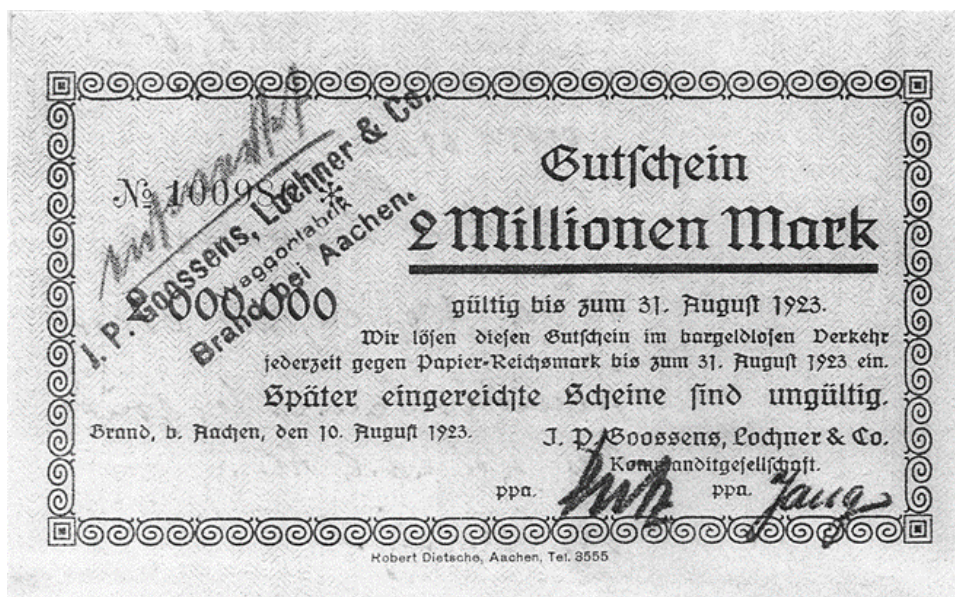 Gutschein
2 Millionen Mark
№ 10098
2 000 000
J. P. Goossens, Lochner & Co.
Waggonfabrik
Brand bei Aachen.
gültig bis zum 31. August 1923.
Wir lösen diesen Gutschein im bargeldlosen Verkehr
jederzeit gegen Papier-Reichsmark bis zum 31. August 1923 ein.
Später eingereichte Scheine sind ungültig.
Brand, b. Aachen, den 10. August 1923.
J. P. Goossens, Lochner & Co.
Kommanditgesellschaft.
ppa. ppa.
Robert Dietsche, Aachen, Tel. 3555